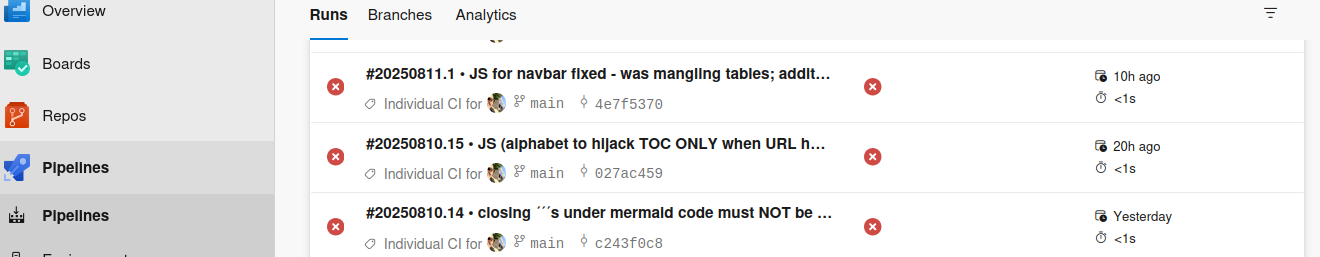 Overview
Boards
Repos
Pipelines
Pipelines
Runs Branches Analytics
#20250811.1 • JS for navbar fixed - was mangling tables; addit…
Individual CI for main 4e7f5370
10h ago
<1s
#20250810.15 • JS (alphabet to hijack TOC ONLY when URL h…
Individual CI for main 027ac459
20h ago
<1s
#20250810.14 • closing ´´´s under mermaid code must NOT be …
Individual CI for main c243f0c8
Yesterday
<1s